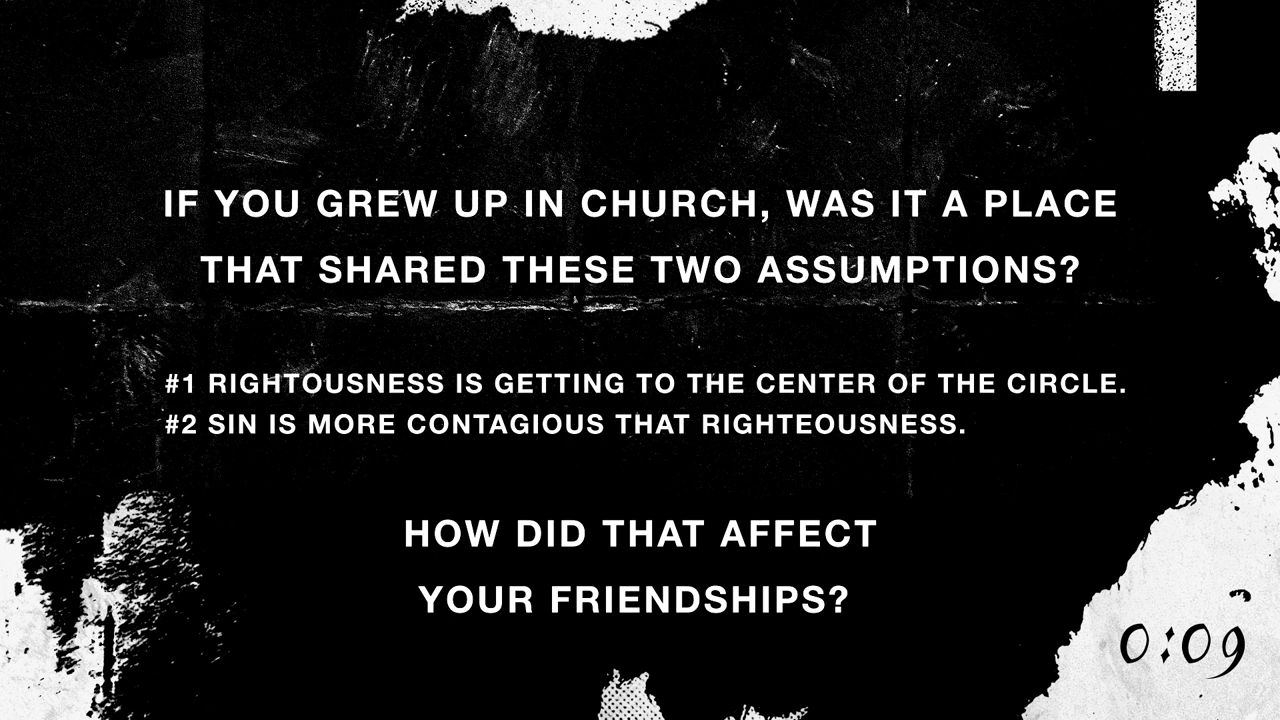 IF YOU GREW UP IN CHURCH, WAS IT A PLACE
THAT SHARED THESE TWO ASSUMPTIONS?
#1 RIGHTOUSNESS IS GETTING TO THE CENTER OF THE CIRCLE.
#2 SIN IS MORE CONTAGIOUS THAT RIGHTEOUSNESS.
HOW DID THAT AFFECT
YOUR FRIENDSHIPS?
0:09